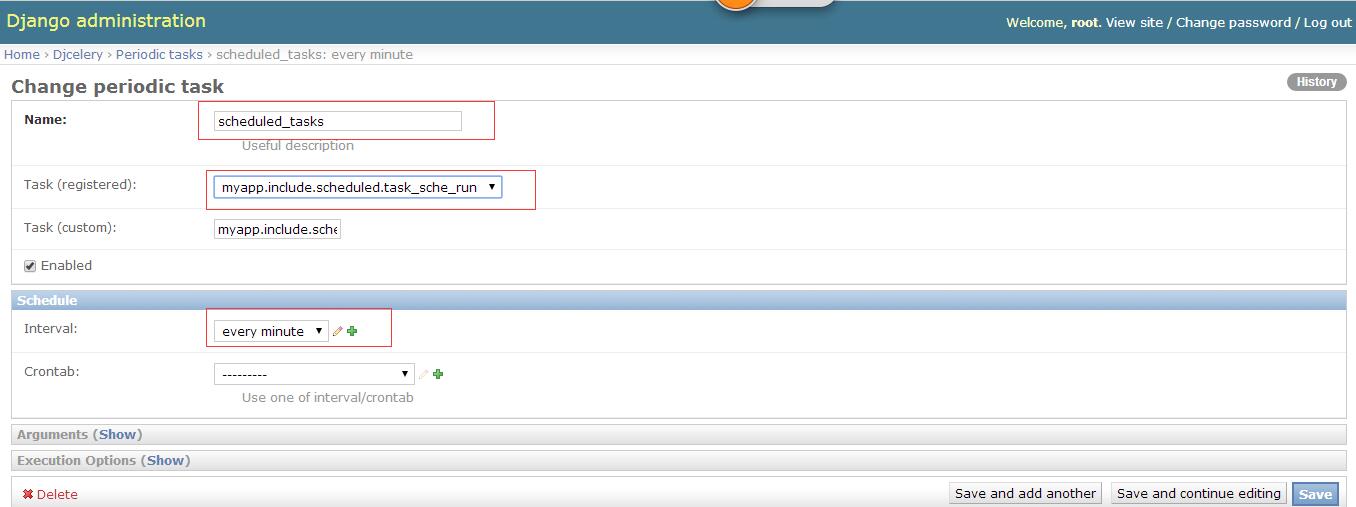 Django administration
Welcome, root. View site / Change password / Log out
Home › Djcelery › Periodic tasks › scheduled_tasks: every minute
Change periodic task
History
Name:
scheduled_tasks
Useful description
Task (registered):
myapp.include.scheduled.task_sche_run
Task (custom):
myapp.include.sche
Enabled
Schedule
Interval:
every minute
Crontab:
---------
Use one of interval/crontab
Arguments (Show)
Execution Options (Show)
Delete
Save and add another
Save and continue editing
Save